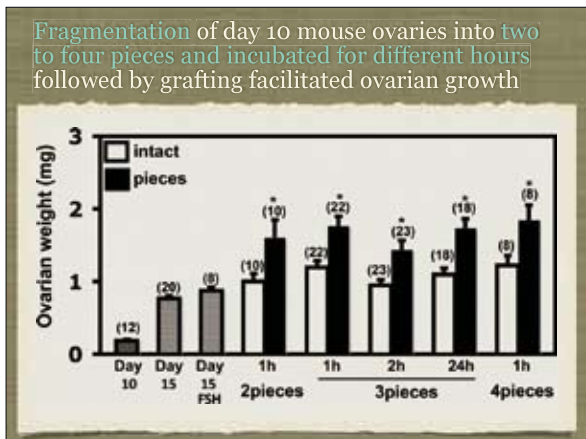 Fragmentation of day 10 mouse ovaries into two
to four pieces and incubated for different hours
followed by grafting facilitated ovarian growth
3
2
1
0
Ovarian weight (mg)
intact
pieces
(12)
(20)
(8)
(10)
*
(10)
(22)
*
(22)
(23)
*
(23)
(18)
*
(18)
(8)
*
(8)
Day
10
Day
15
Day
15
FSH
1h
1h
2h
24h
1h
2pieces
3pieces
4pieces